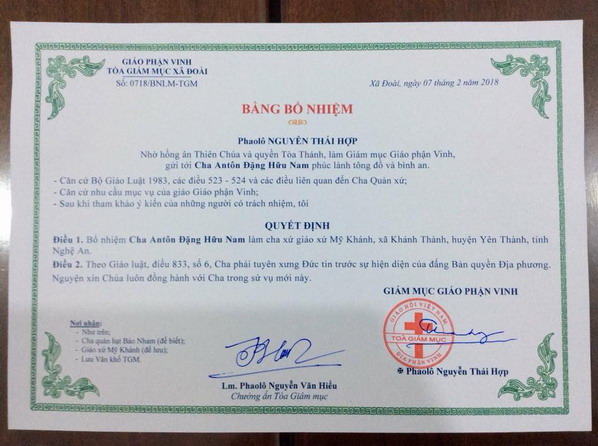 GIÁO PHẬN VINH
TÒA GIÁM MỤC XÃ ĐOÀI
Số: 0718/BNLM-TGM
Xã Đoài, ngày 07 tháng 2 năm 2018
BẰNG BỔ NHIỆM
Phaolô NGUYỄN THÁI HỢP
Nhờ hồng ân Thiên Chúa và quyền Tòa Thánh, làm Giám mục Giáo phận Vinh,
gửi tới Cha Antôn Đặng Hữu Nam phúc lành tông đồ và bình an.
- Căn cứ Bộ Giáo Luật 1983, các điều 523 - 524 và các điều liên quan đến Cha Quản xứ;
- Căn cứ nhu cầu mục vụ của giáo Giáo phận Vinh;
- Sau khi tham khảo ý kiến của những người có trách nhiệm, tôi
QUYẾT ĐỊNH
Điều 1. Bổ nhiệm Cha Antôn Đặng Hữu Nam làm cha xứ giáo xứ Mỹ Khánh, xã Khánh Thành, huyện Yên Thành, tỉnh
Nghệ An.
Điều 2. Theo Giáo luật, điều 833, số 6, Cha phải tuyên xưng Đức tin trước sự hiện diện của đấng Bản quyền Địa phương.
Nguyện xin Chúa luôn đồng hành với Cha trong sứ vụ mới này.
GIÁM MỤC GIÁO PHẬN VINH
GIÁO HỘI VIỆT NAM
TOÀ GIÁM MỤC
GIÁO PHẬN VINH
Nơi nhận:
- Như trên;
- Cha quản hạt Bảo Nham (để biết);
- Giáo xứ Mỹ Khánh (để lưu);
- Lưu Văn khố TGM.
Phaolô Nguyễn Thái Hợp
Lm. Phaolô Nguyễn Văn Hiểu
Chưởng ấn Tòa Giám mục